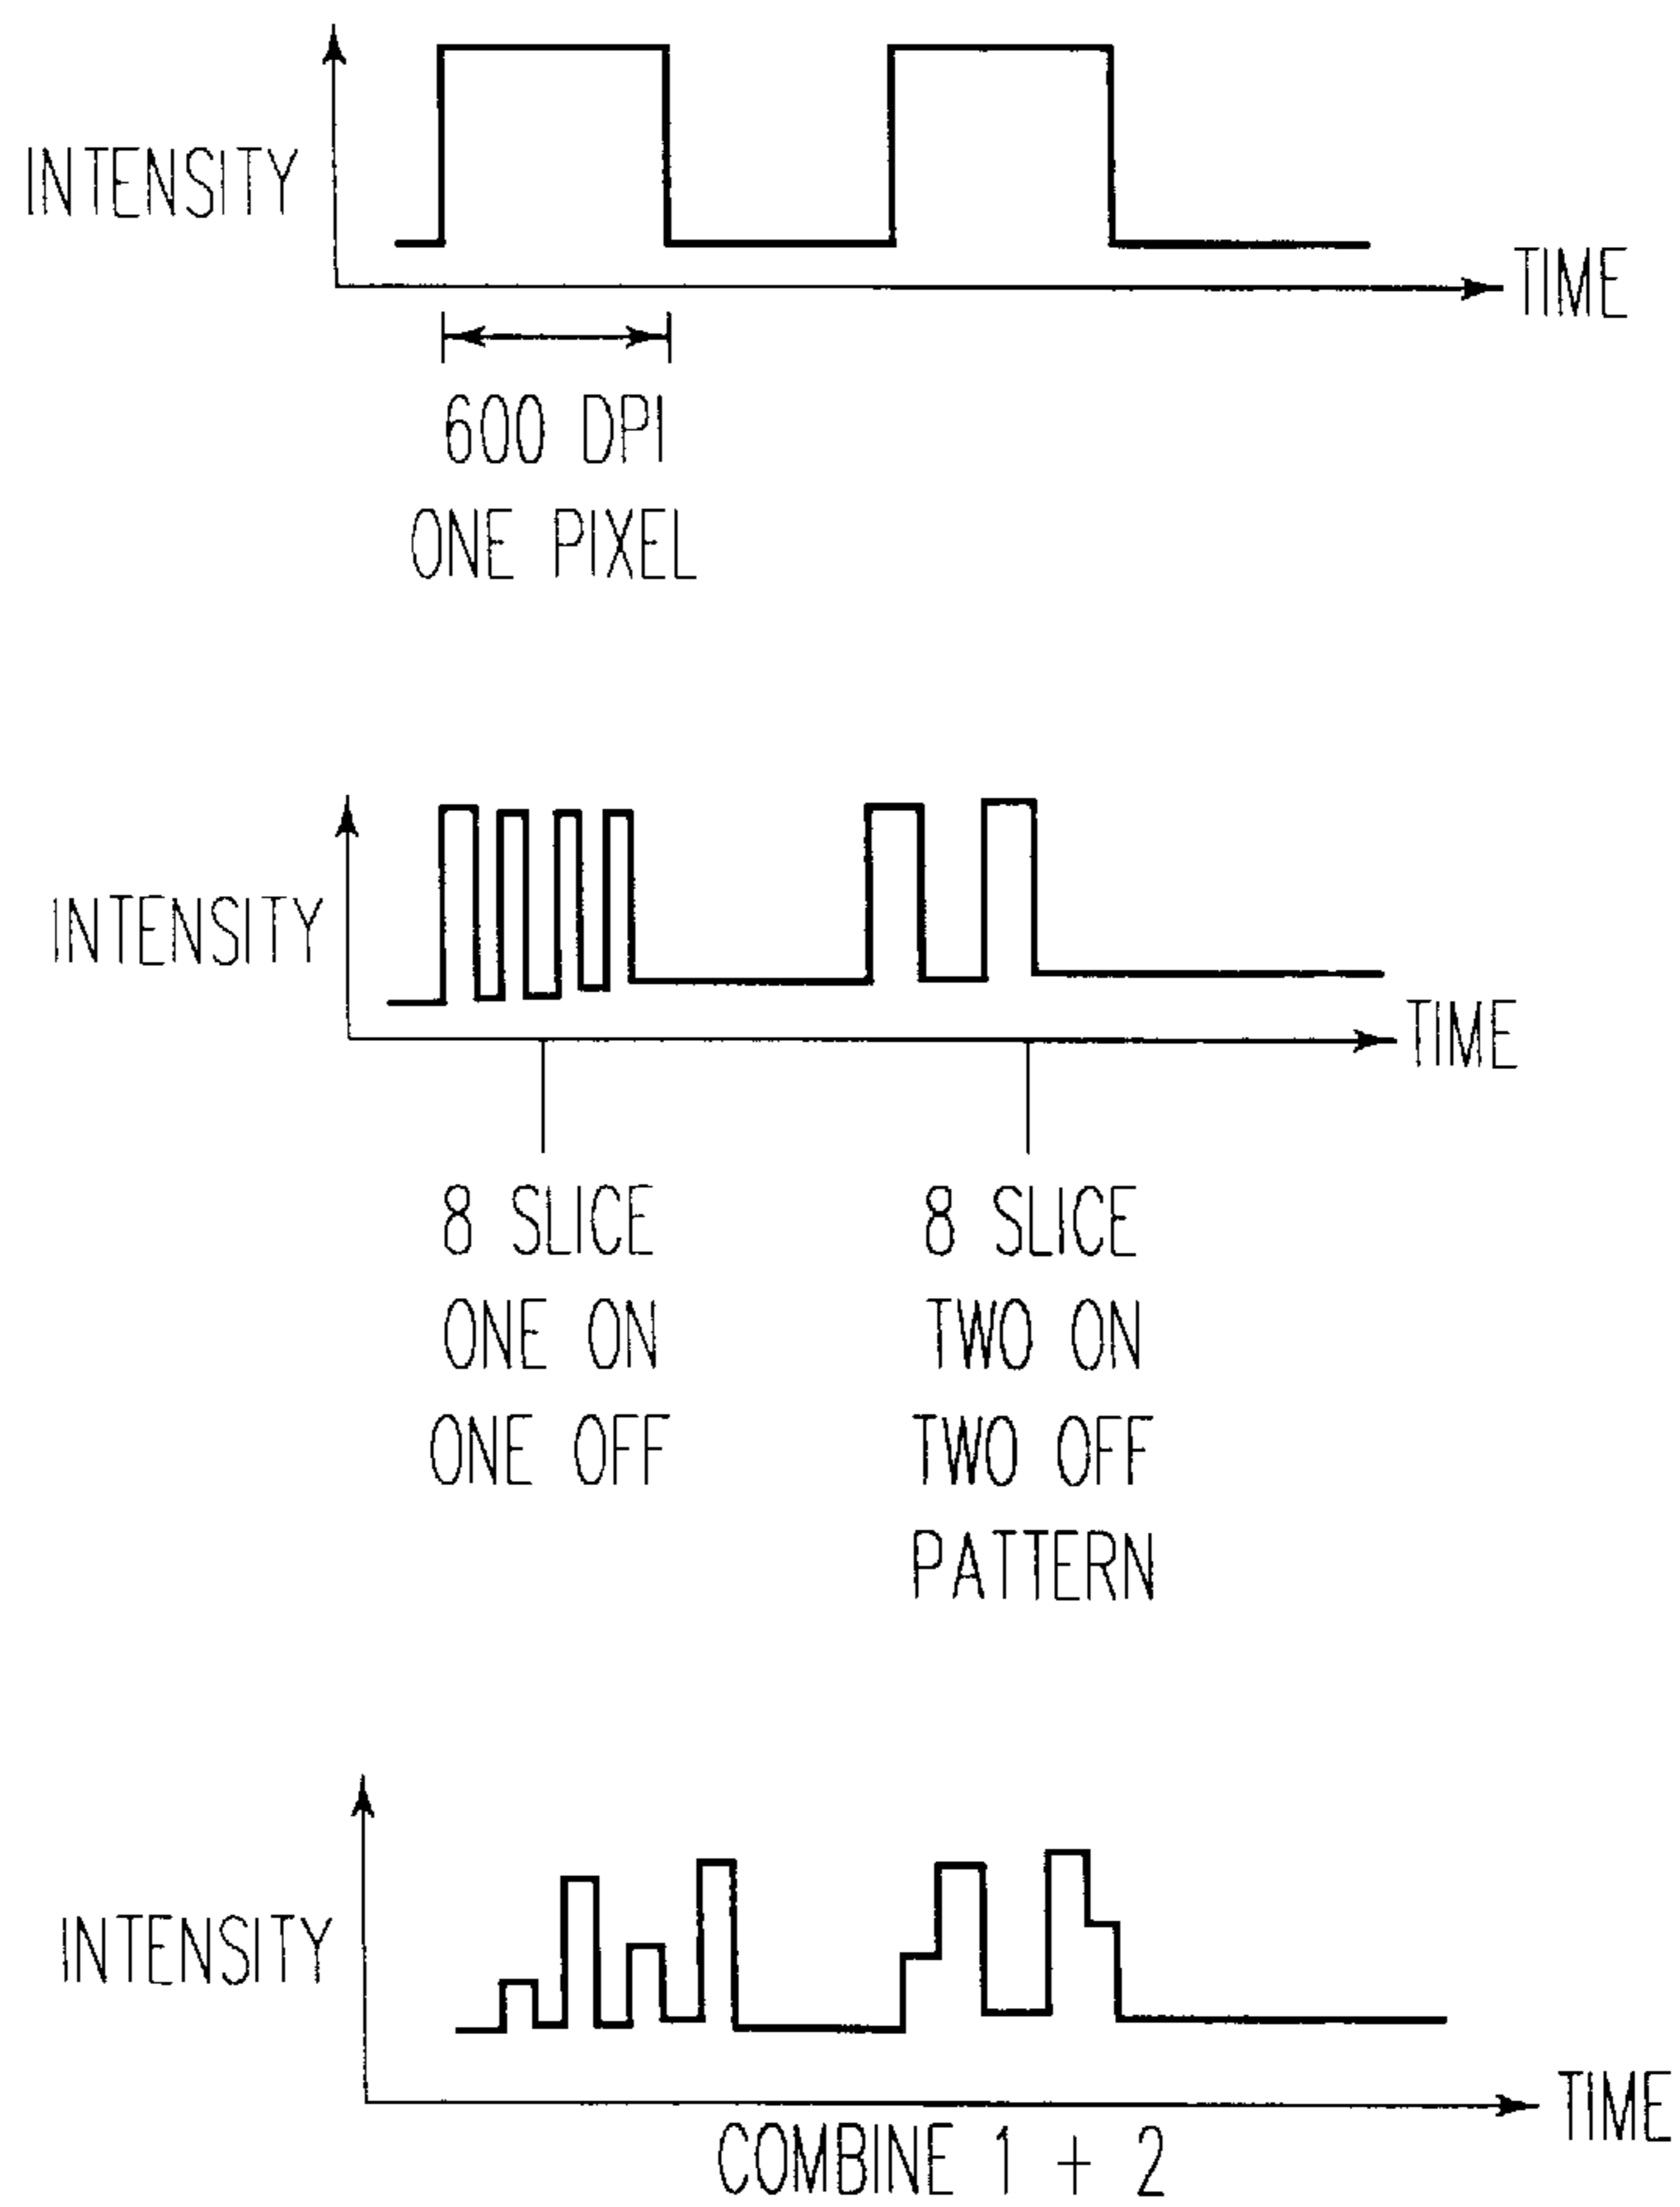 INTENSITY
TIME
600 DPI
ONE PIXEL
INTENSITY
TIME
8 SLICE
ONE ON
ONE OFF
8 SLICE
TWO ON
TWO OFF
PATTERN
INTENSITY
TIME
COMBINE 1 + 2